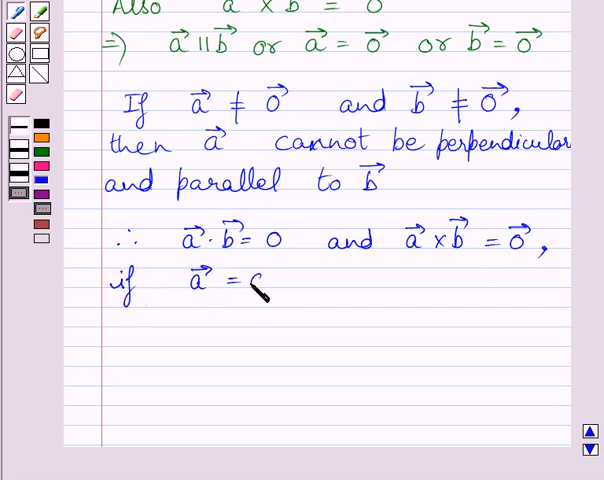 Also a⃗ × b⃗ = 0⃗
⇒) a⃗ || b⃗ or a⃗ = 0⃗ or b⃗ = 0⃗
If a⃗ ≠ 0⃗ and b⃗ ≠ 0⃗,
then a⃗ cannot be perpendicular
and parallel to b⃗
∴ a⃗ · b⃗ = 0 and a⃗ × b⃗ = 0⃗,
if a⃗ =